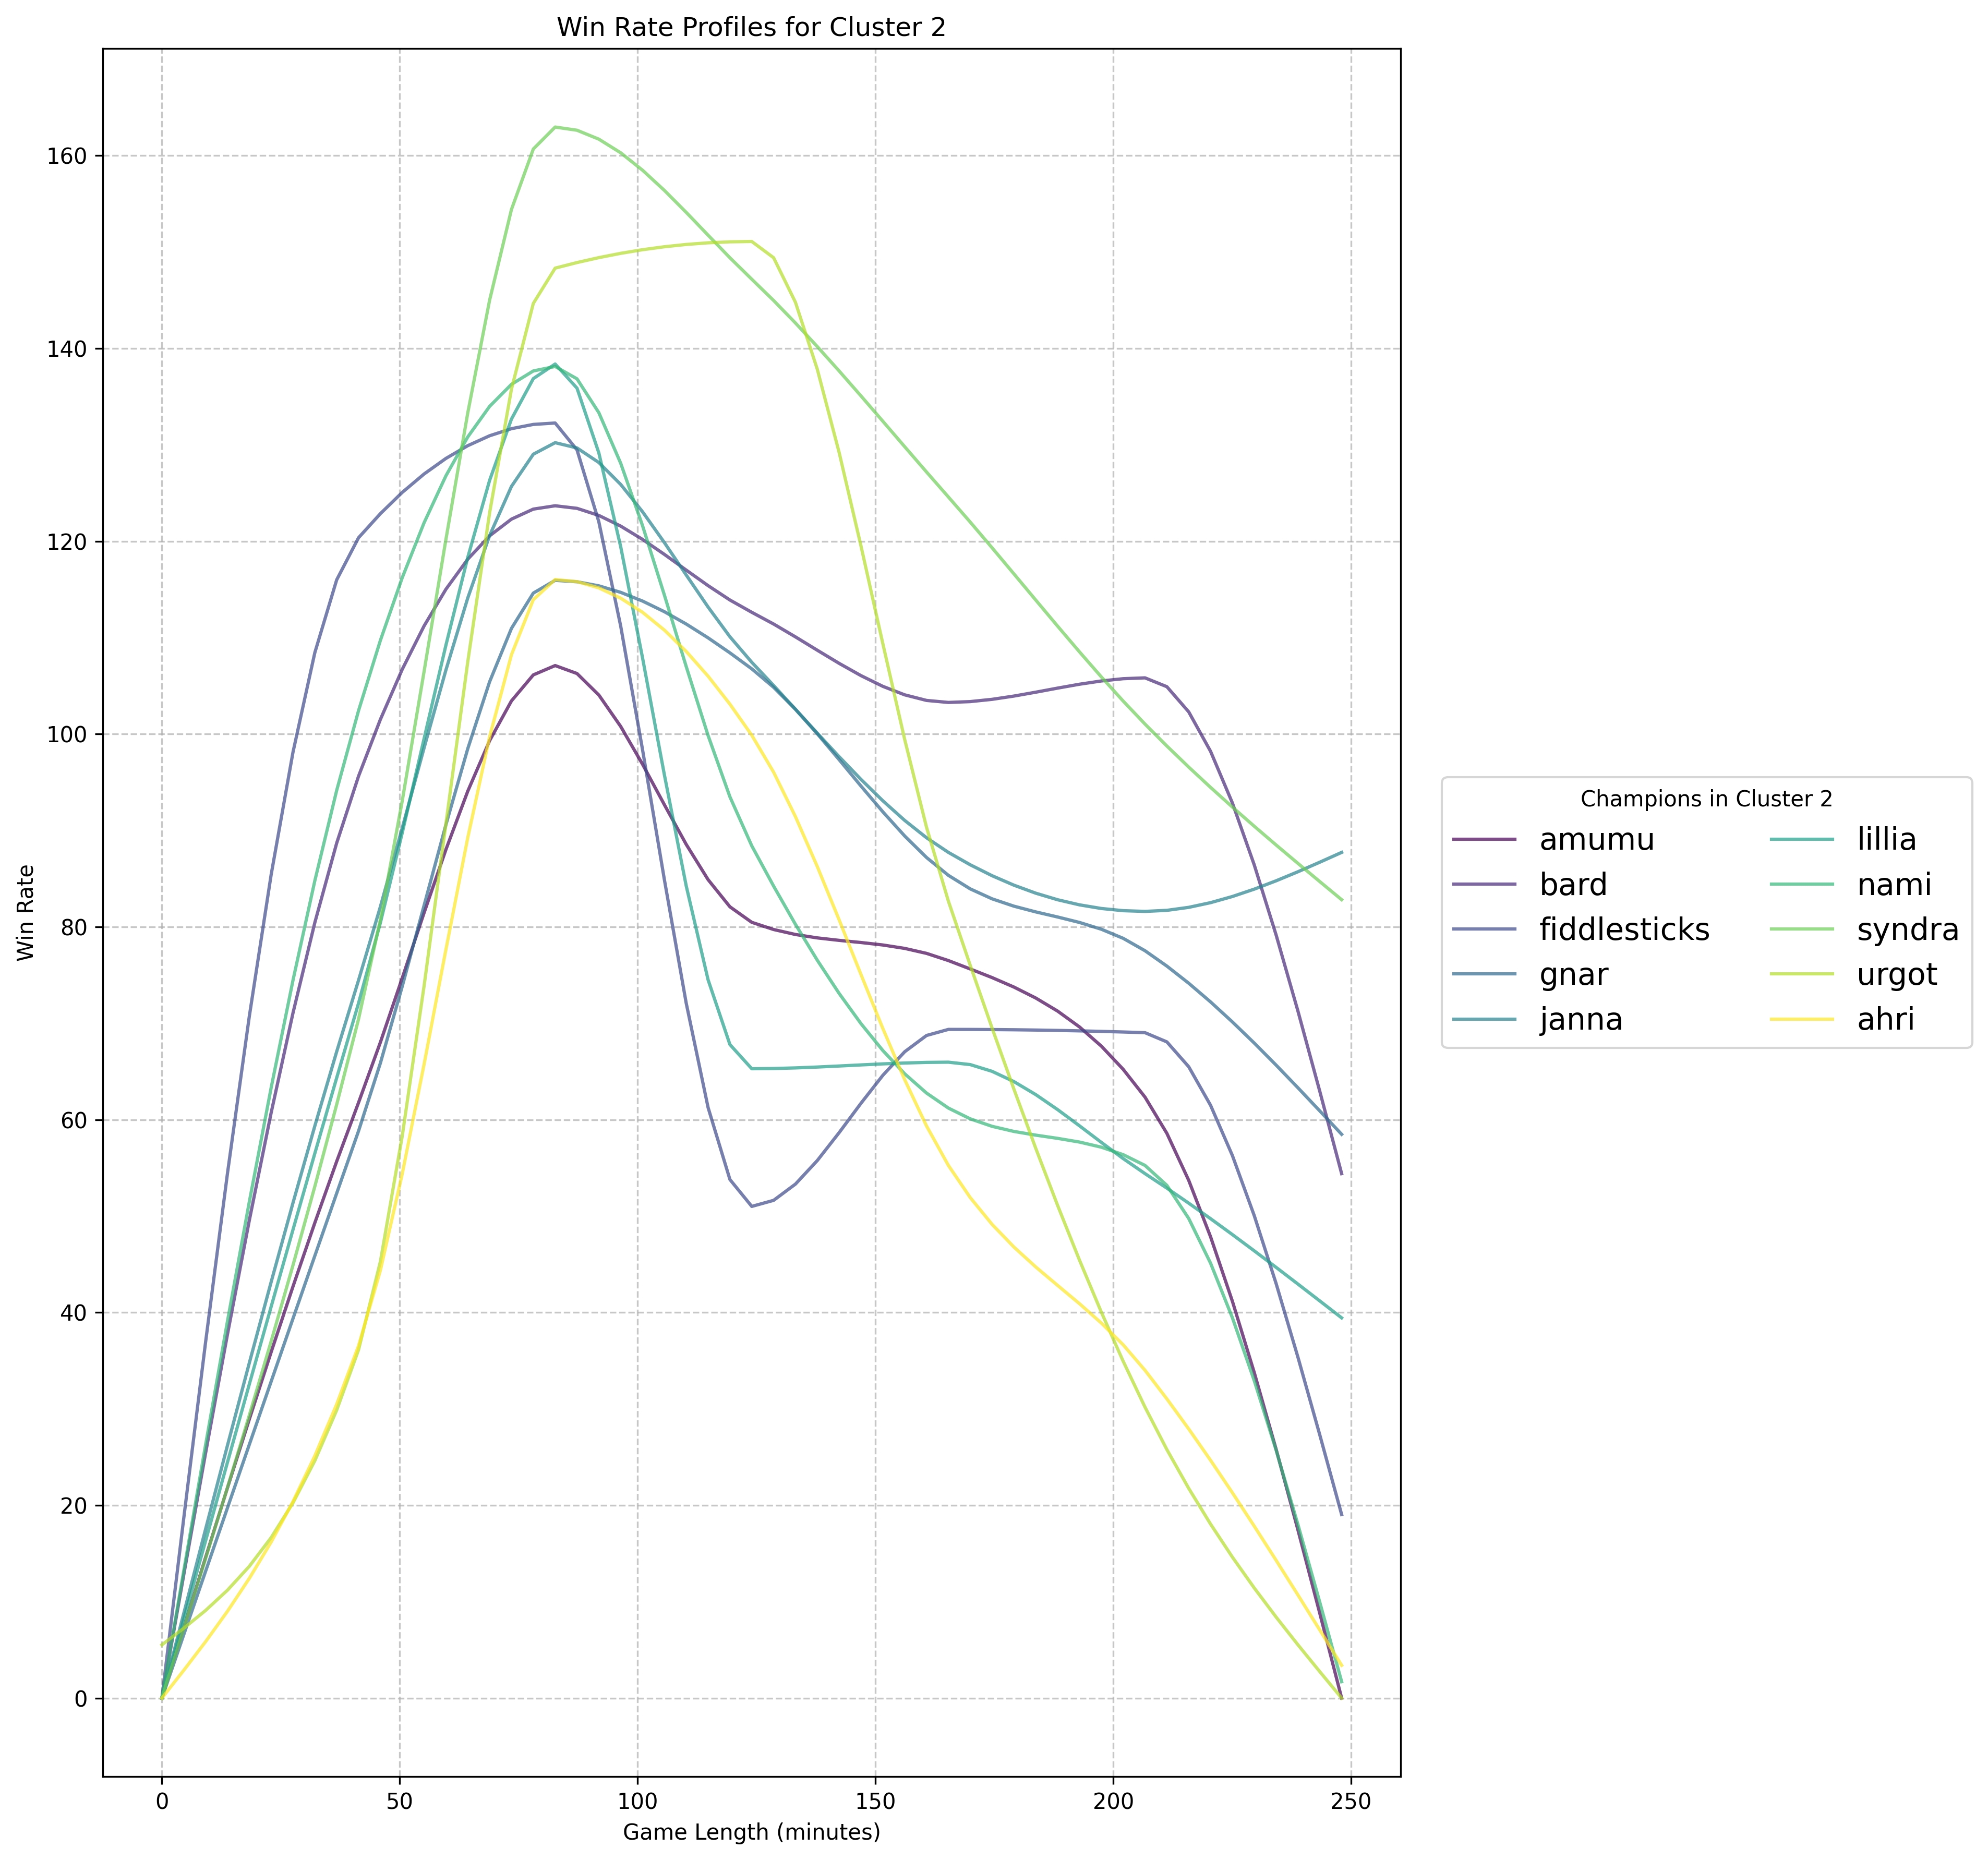 Win Rate Profiles for Cluster 2
Win Rate
160
140
120
100
80
60
40
20
0
0 50 100 150 200 250
Game Length (minutes)
Champions in Cluster 2
amumu
bard
fiddlesticks
gnar
janna
lillia
nami
syndra
urgot
ahri